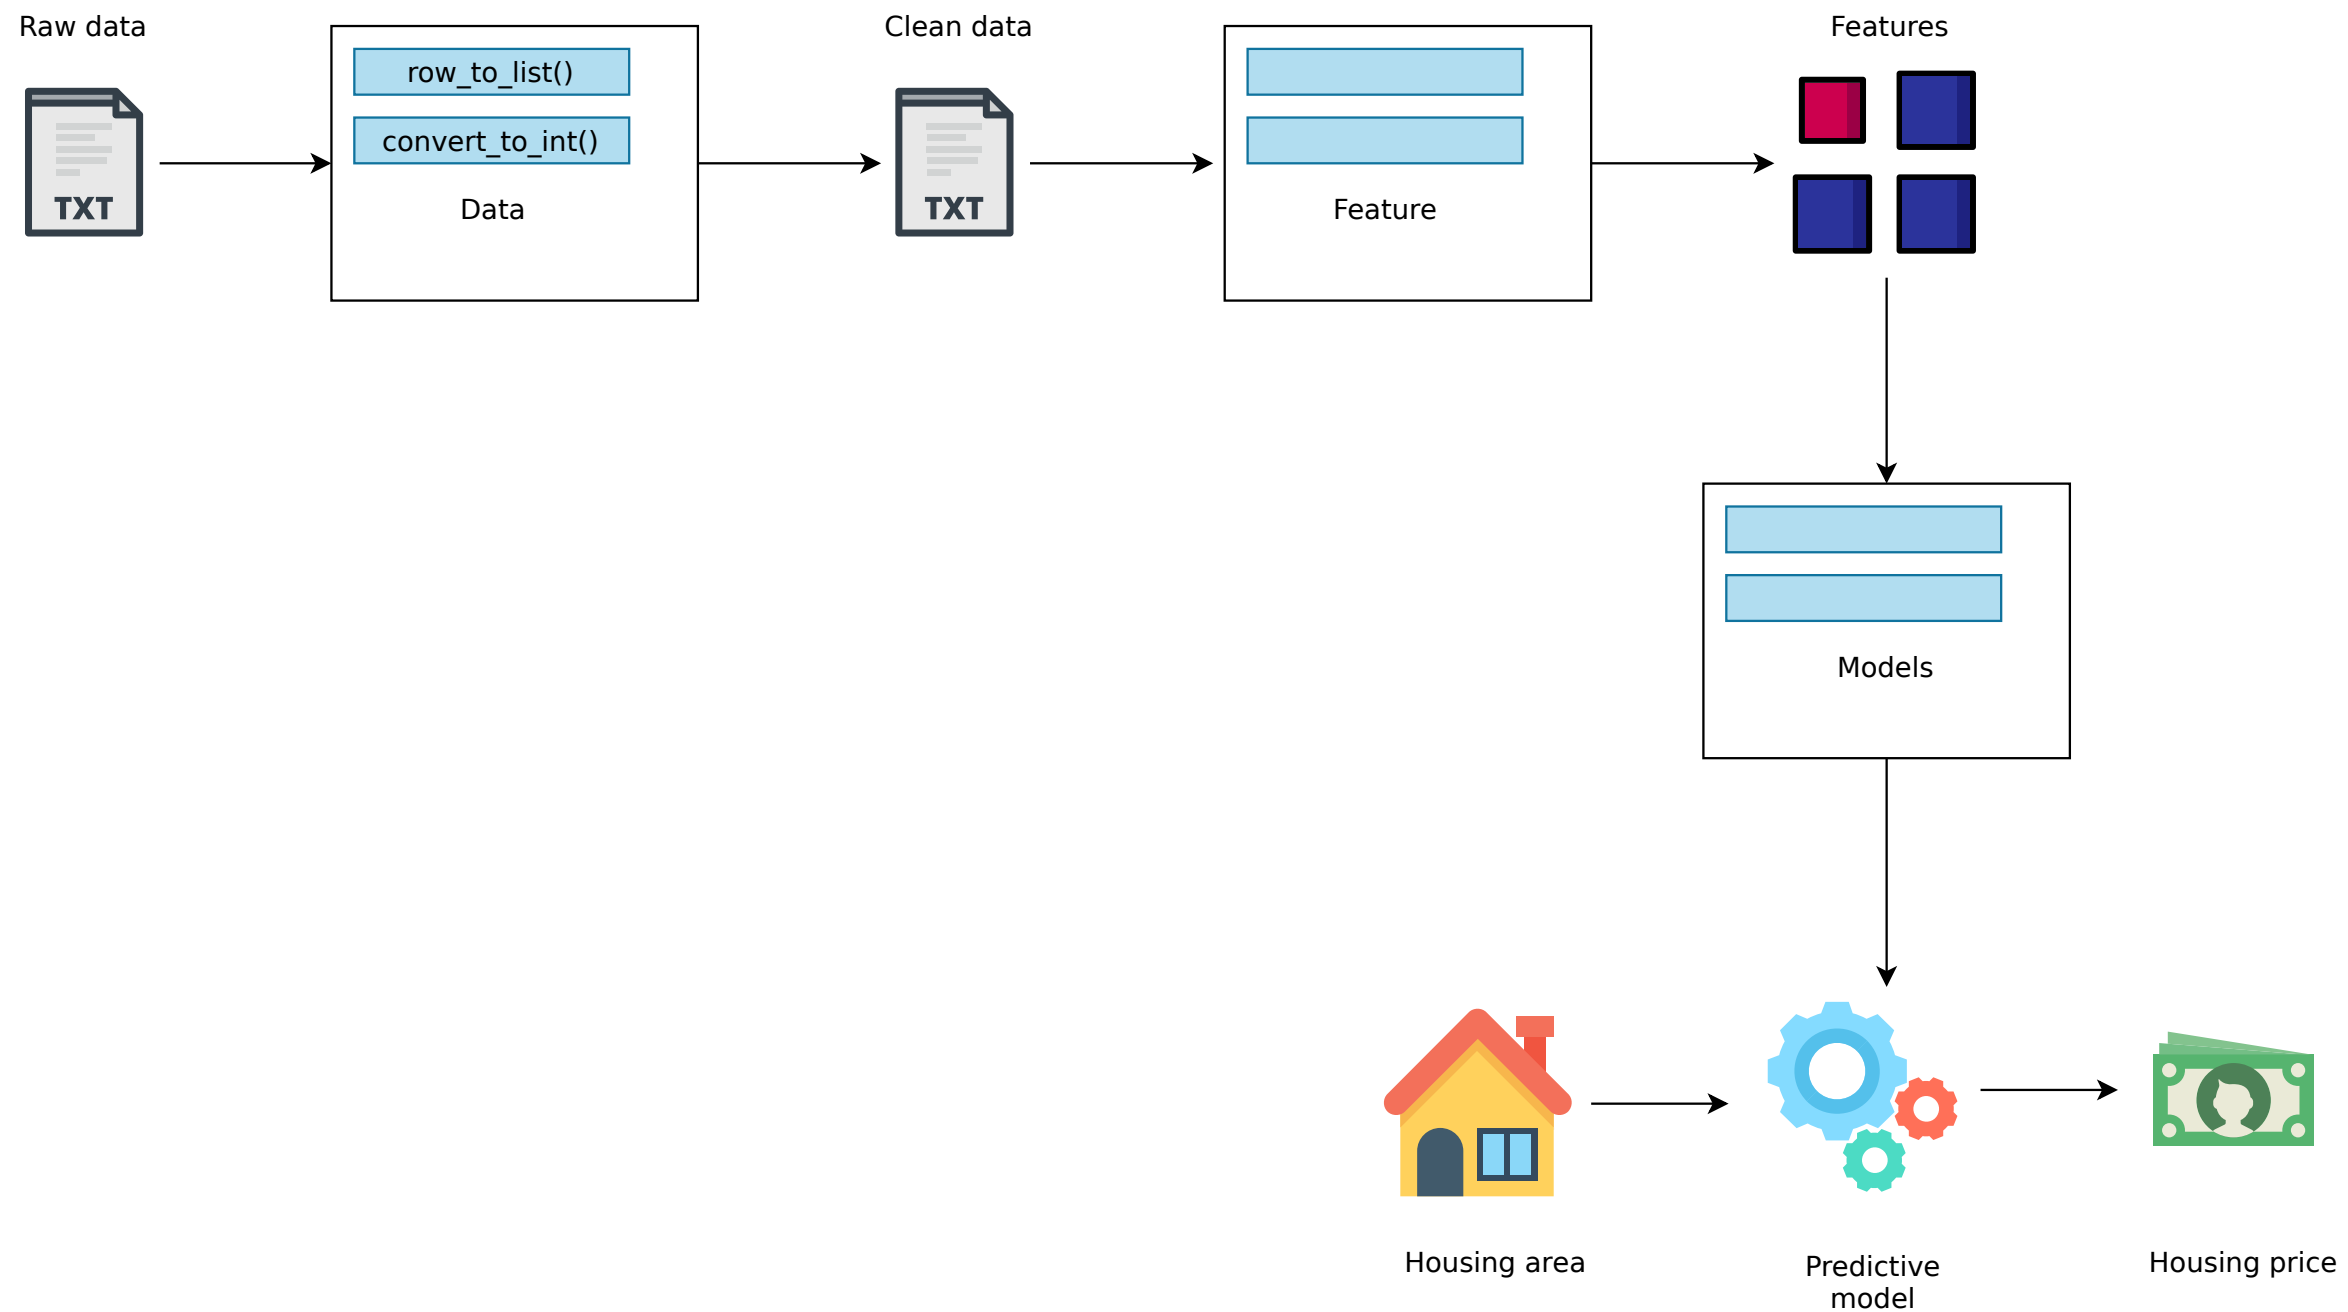 Raw data
Clean data
Features
row_to_list()
convert_to_int()
TXT
Data
TXT
Feature
Models
Housing area
Predictive
model
Housing price